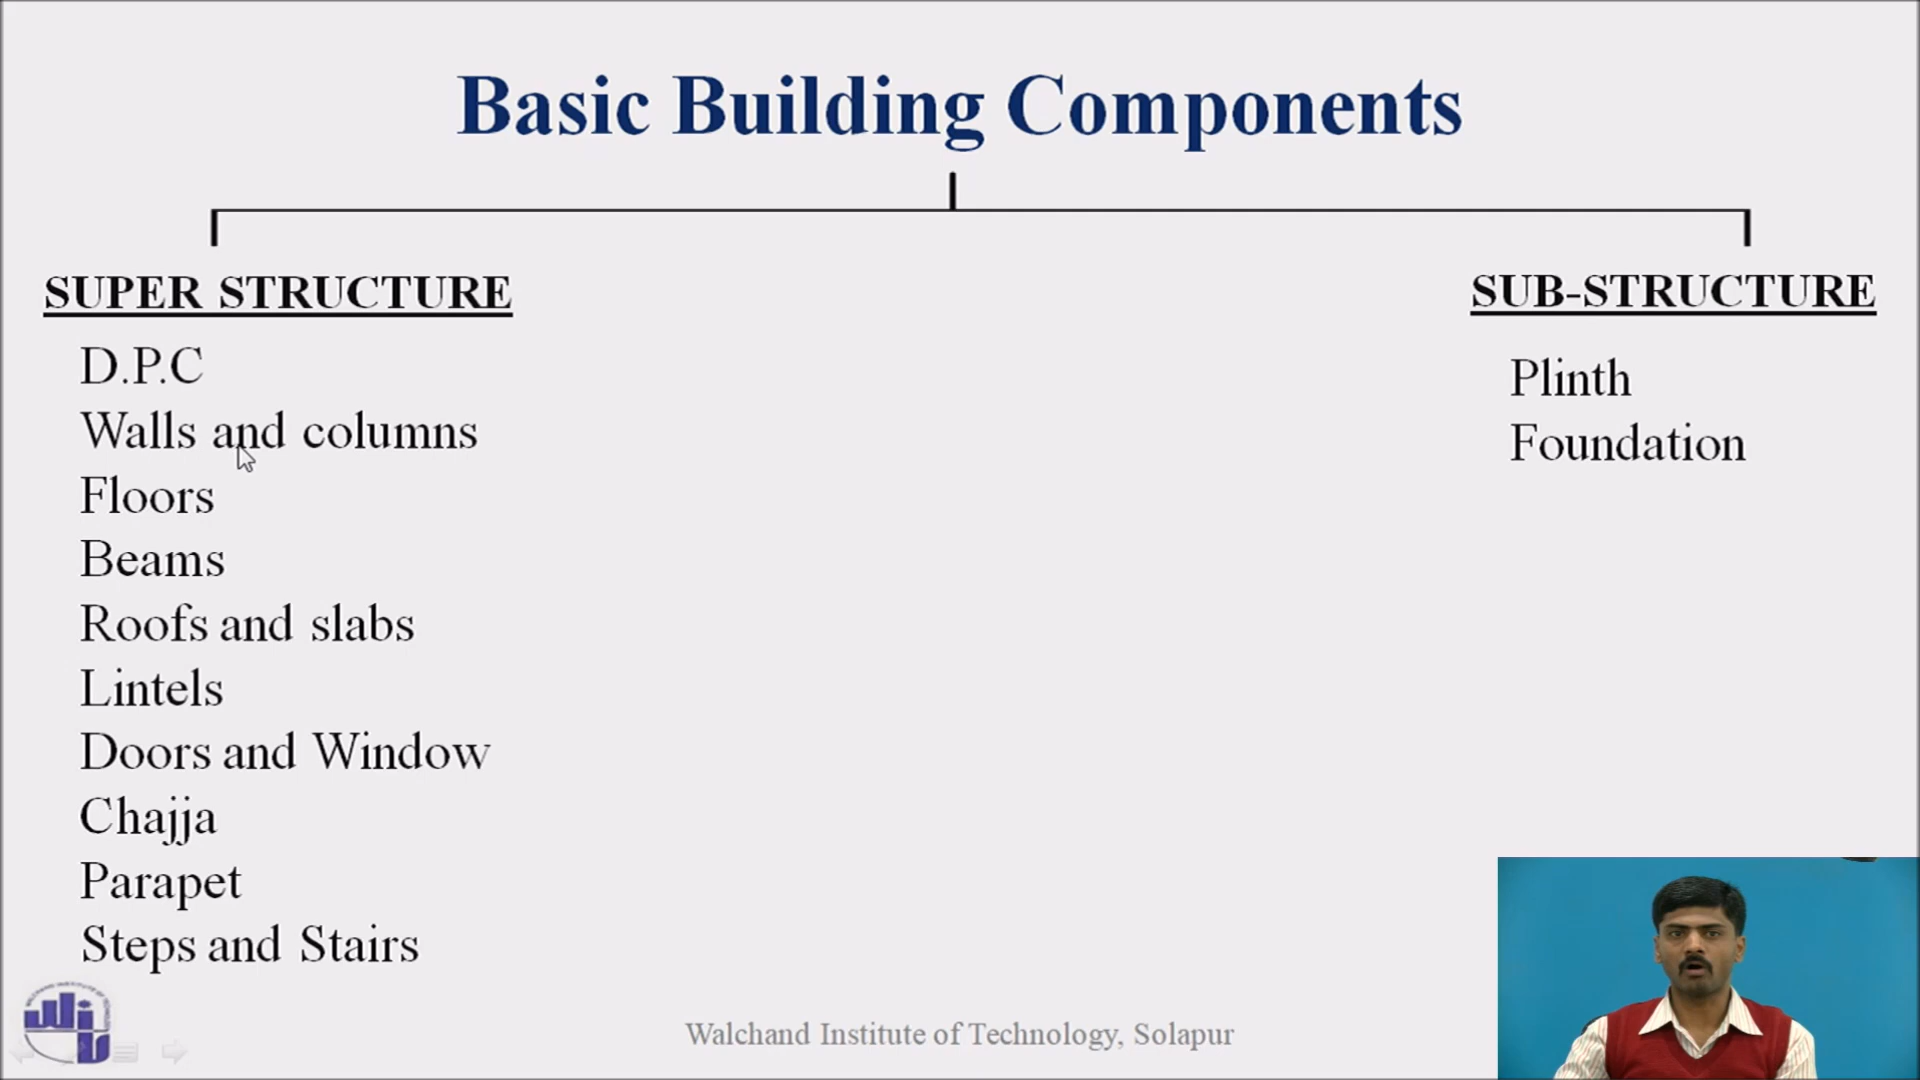 Basic Building Components
SUPER STRUCTURE
D.P.C
Walls and columns
Floors
Beams
Roofs and slabs
Lintels
Doors and Window
Chajja
Parapet
Steps and Stairs
SUB-STRUCTURE
Plinth
Foundation
Walchand Institute of Technology, Solapur